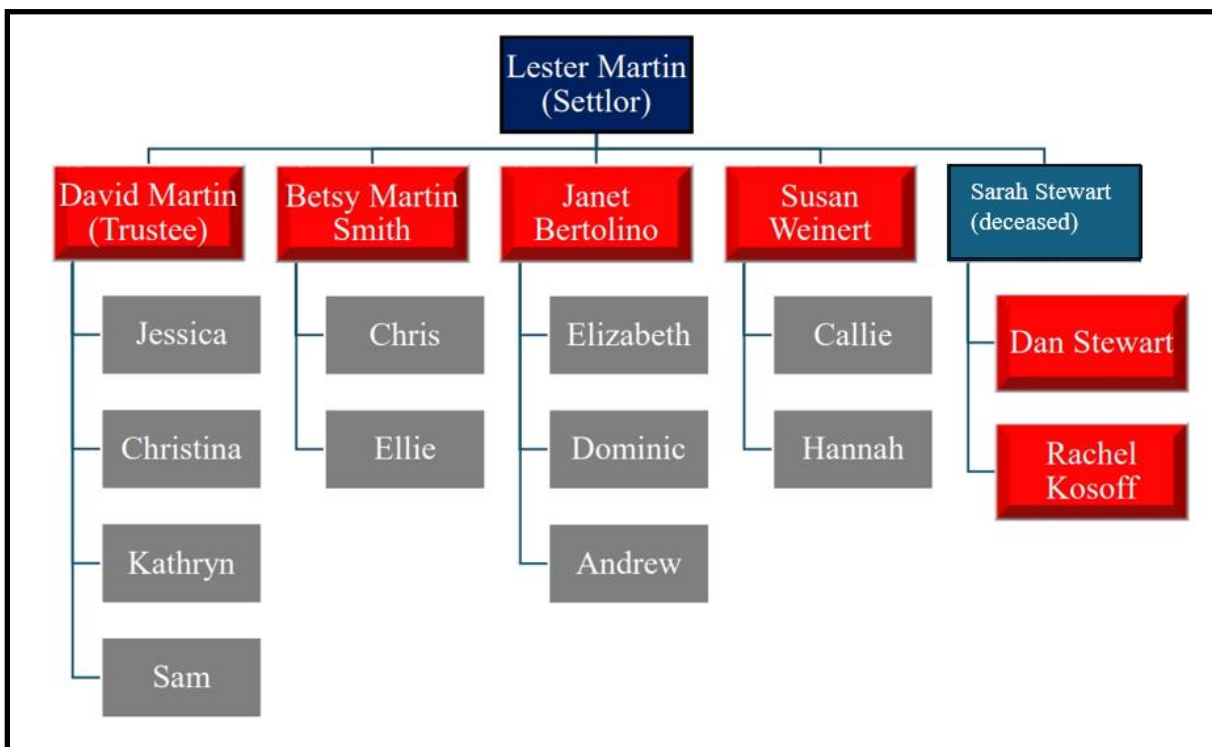 Lester Martin
(Settlor)
David Martin
(Trustee)
Betsy Martin
Smith
Janet
Bertolino
Susan
Weinert
Sarah Stewart
(deceased)
Jessica
Chris
Elizabeth
Callie
Dan Stewart
Christina
Ellie
Dominic
Hannah
Rachel
Kosoff
Kathryn
Andrew
Sam